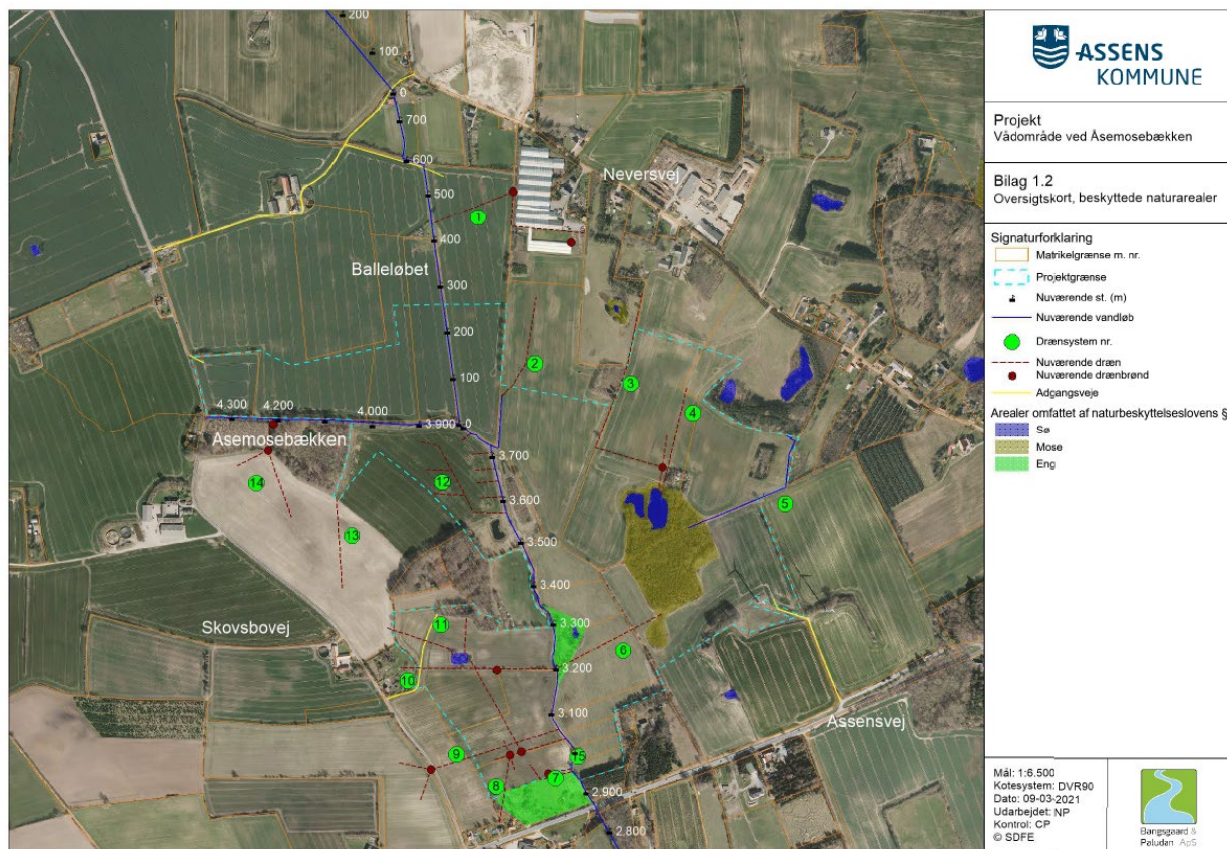 ASSENS
KOMMUNE
Projekt
Vådområde ved Åsemosebækken
Bilag 1.2
Oversigtskort, beskyttede naturarealer
Signaturforklaring
Matrikelgrænse m. nr.
Projektgrænse
Nuværende st. (m)
Nuværende vandløb
Drænsystem nr.
Nuværende dræn
Nuværende drænbrønd
Adgangsveje
Arealer omfattet af naturbeskyttelseslovens §
Sø
Mose
Eng
Mål: 1:6.500
Kotesystem: DVR90
Dato: 09-03-2021
Udarbejdet: NP
Kontrol: CP
© SDFE
Bangsgaard &
Paludan ApS
200
100
0
700
600
500
400
300
200
100
0
Neversvej
Balleløbet
1
2
3
4
5
4.300
4.200
4.000
3.900
Åsemosebækken
3.700
3.600
3.500
3.400
3.300
3.200
3.100
2.900
2.800
12
14
13
Skovsbovej
11
10
6
9
8
7
15
Assensvej